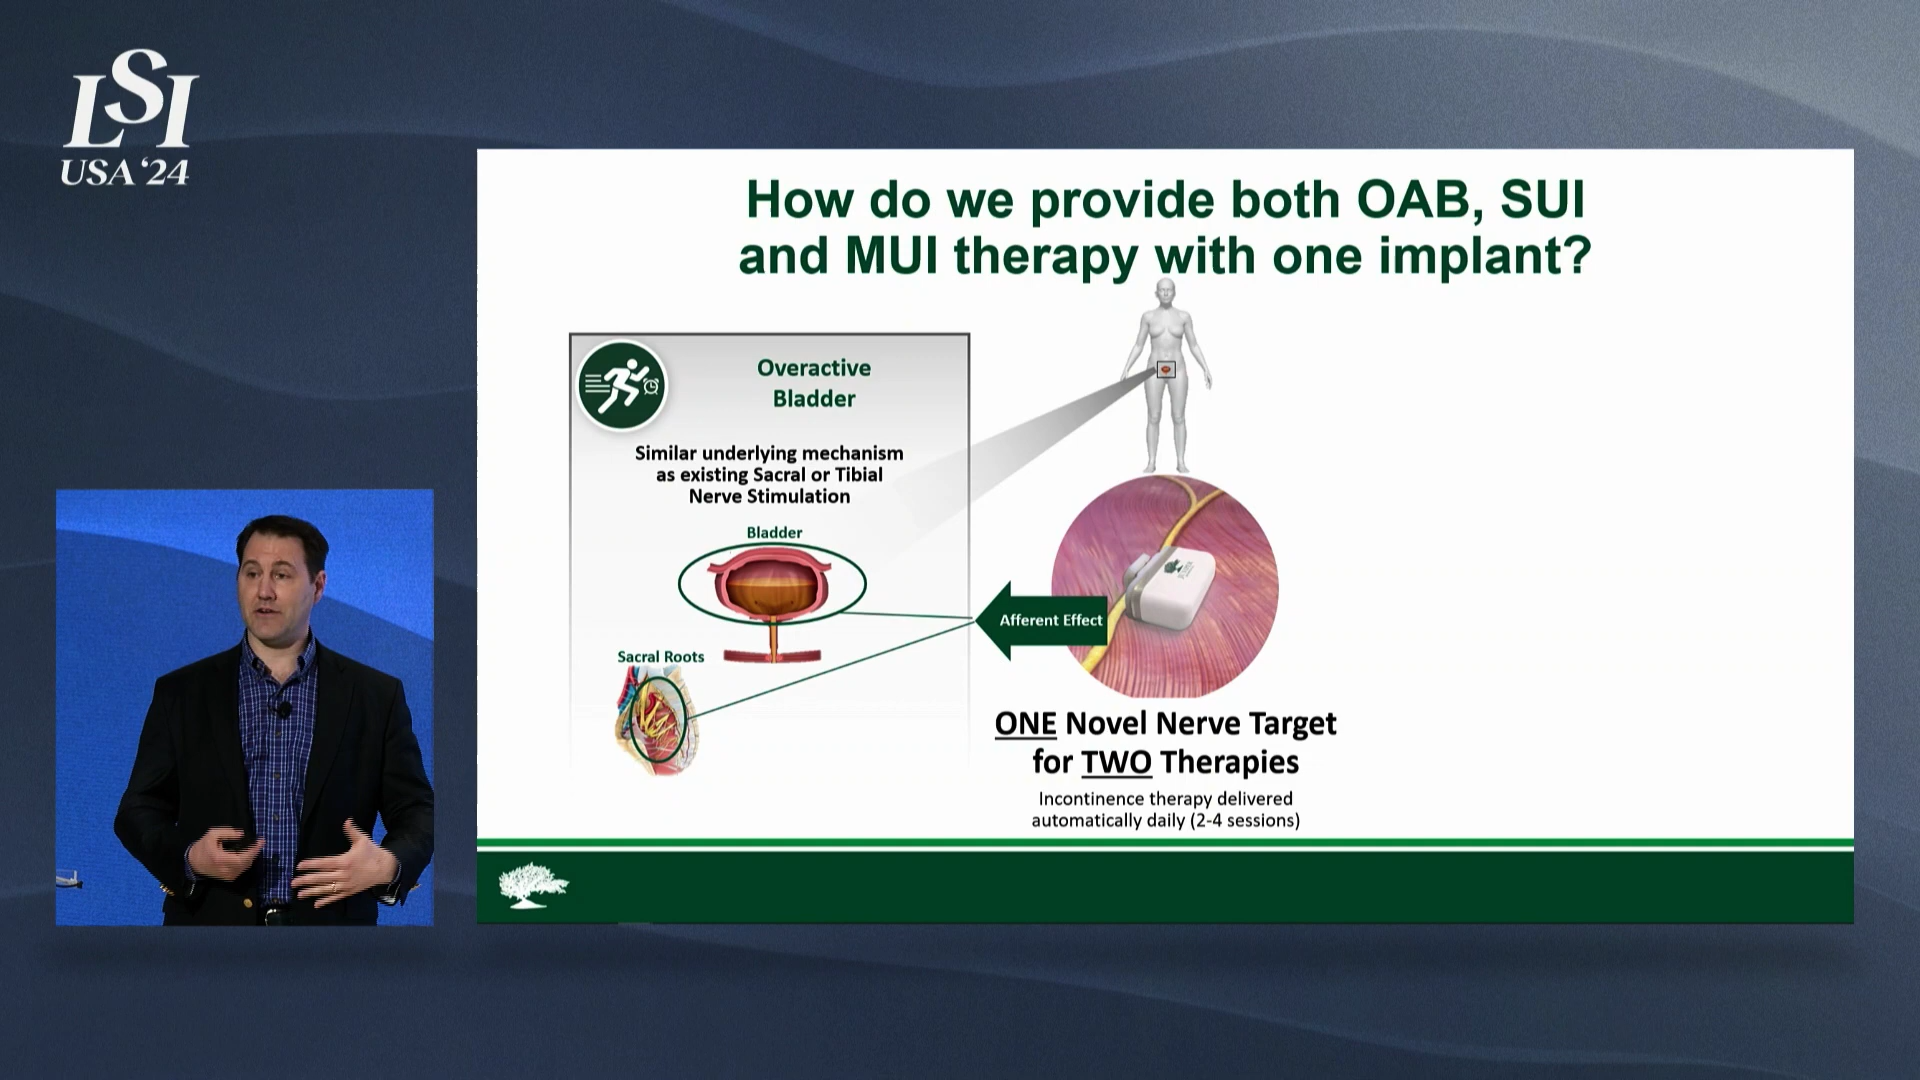 LSI
USA '24
How do we provide both OAB, SUI
and MUI therapy with one implant?
Overactive
Bladder
Similar underlying mechanism
as existing Sacral or Tibial
Nerve Stimulation
Bladder
Sacral Roots
Afferent Effect
ONE Novel Nerve Target
for TWO Therapies
Incontinence therapy delivered
automatically daily (2-4 sessions)